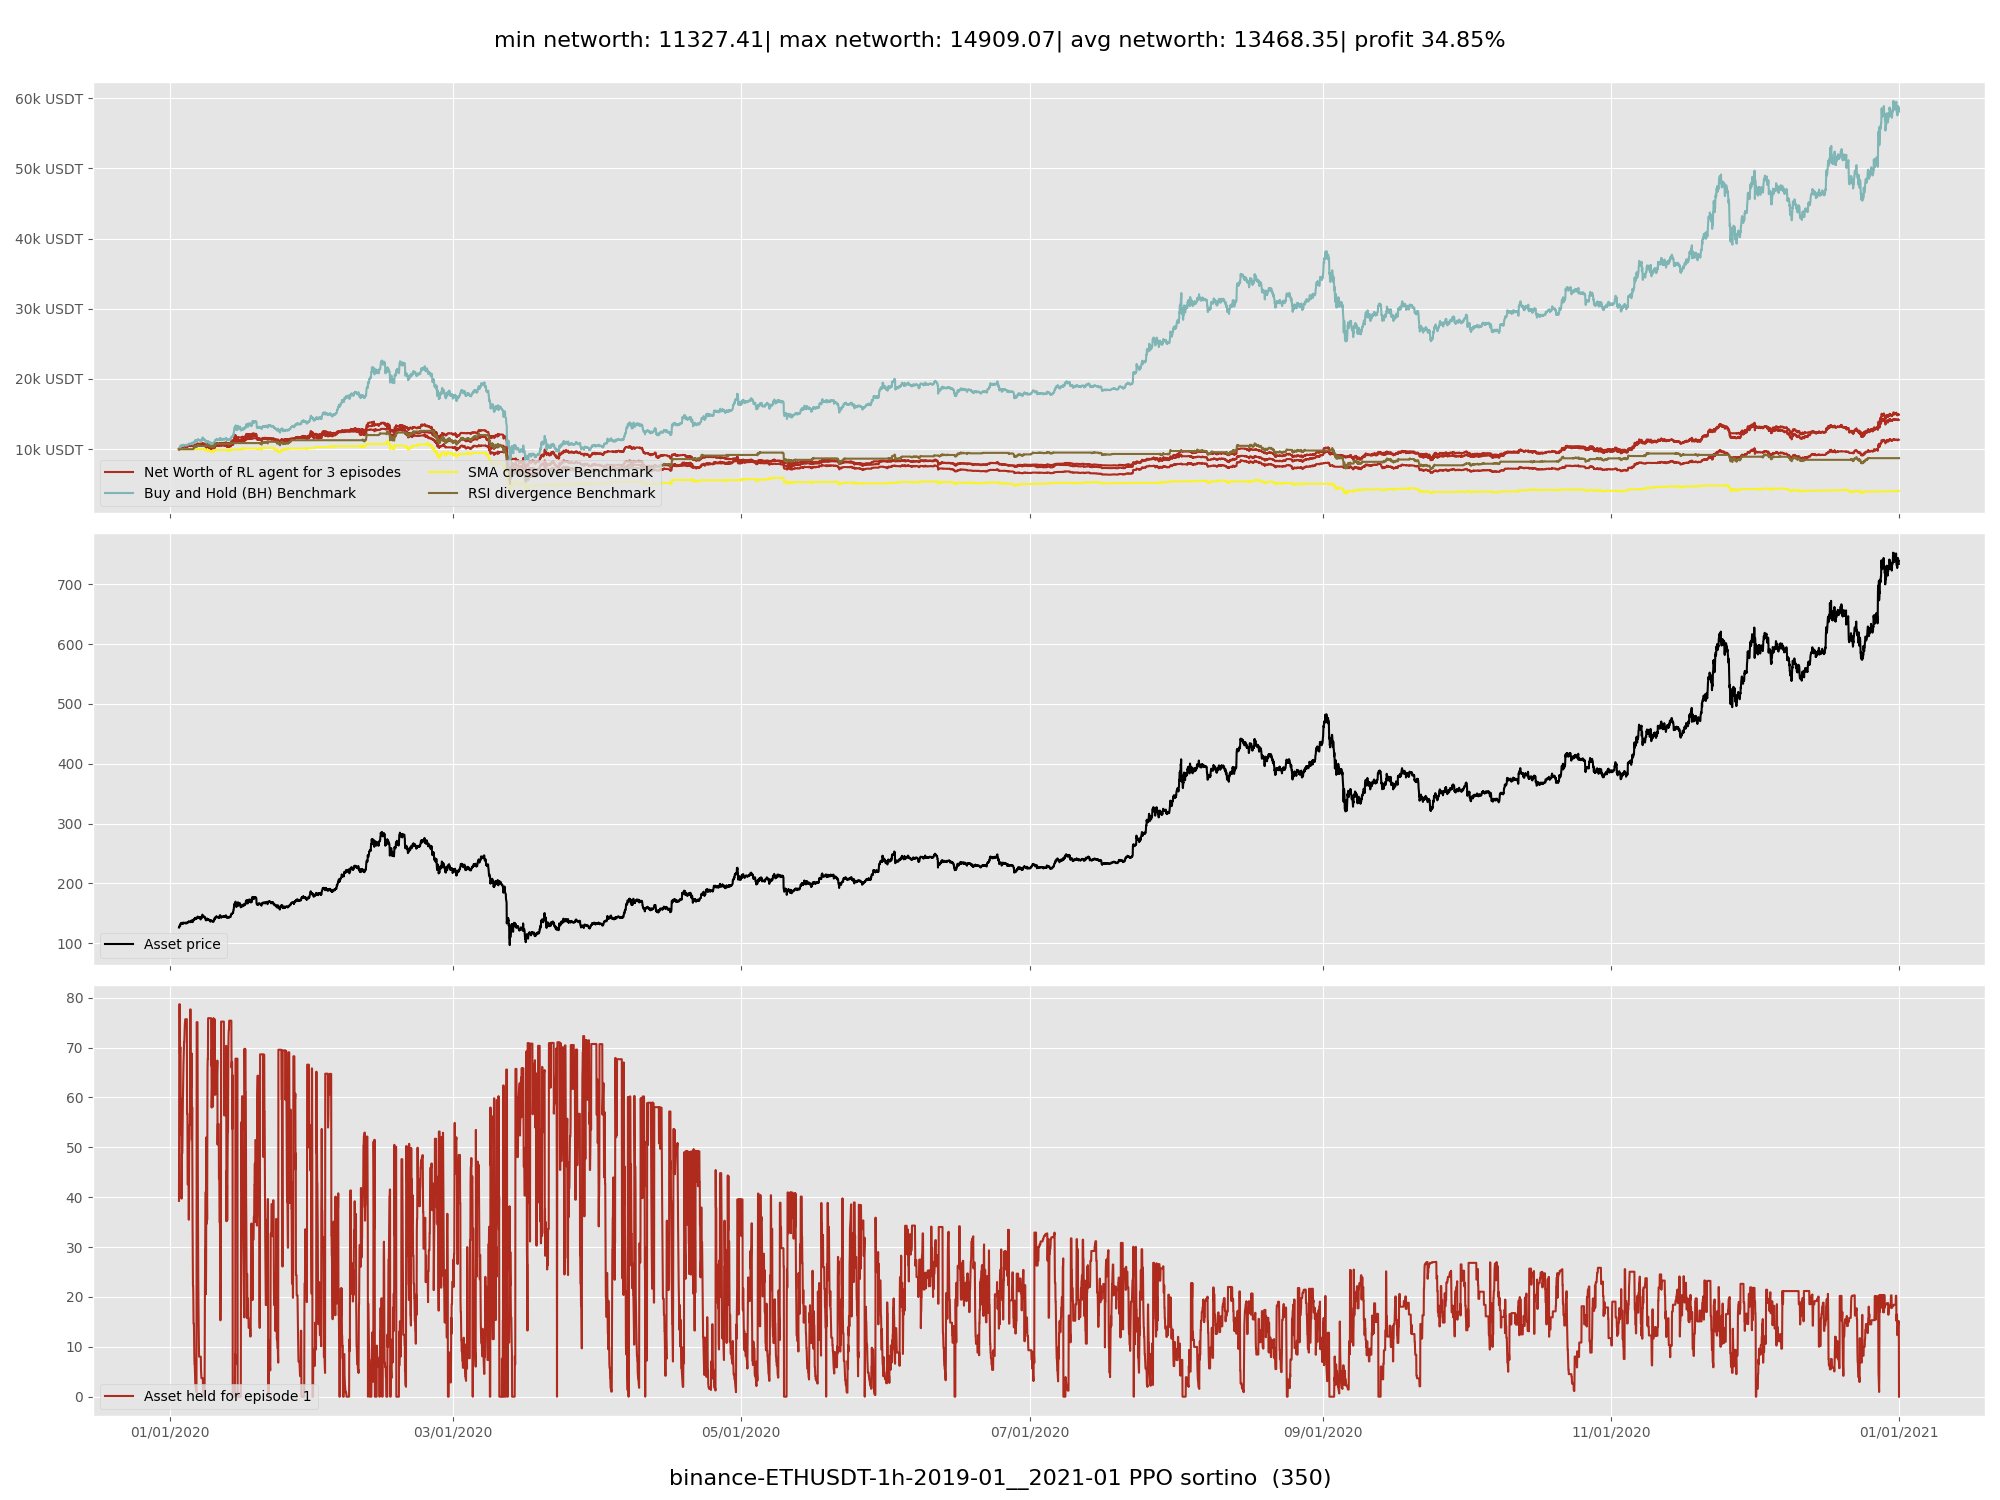 min networth: 11327.41| max networth: 14909.07| avg networth: 13468.35| profit 34.85%
60k USDT
50k USDT
40k USDT
30k USDT
20k USDT
10k USDT
Net Worth of RL agent for 3 episodes
Buy and Hold (BH) Benchmark
SMA crossover Benchmark
RSI divergence Benchmark
700
600
500
400
300
200
100
Asset price
80
70
60
50
40
30
20
10
0
Asset held for episode 1
01/01/2020
03/01/2020
05/01/2020
07/01/2020
09/01/2020
11/01/2020
01/01/2021
binance-ETHUSDT-1h-2019-01__2021-01 PPO sortino  (350)